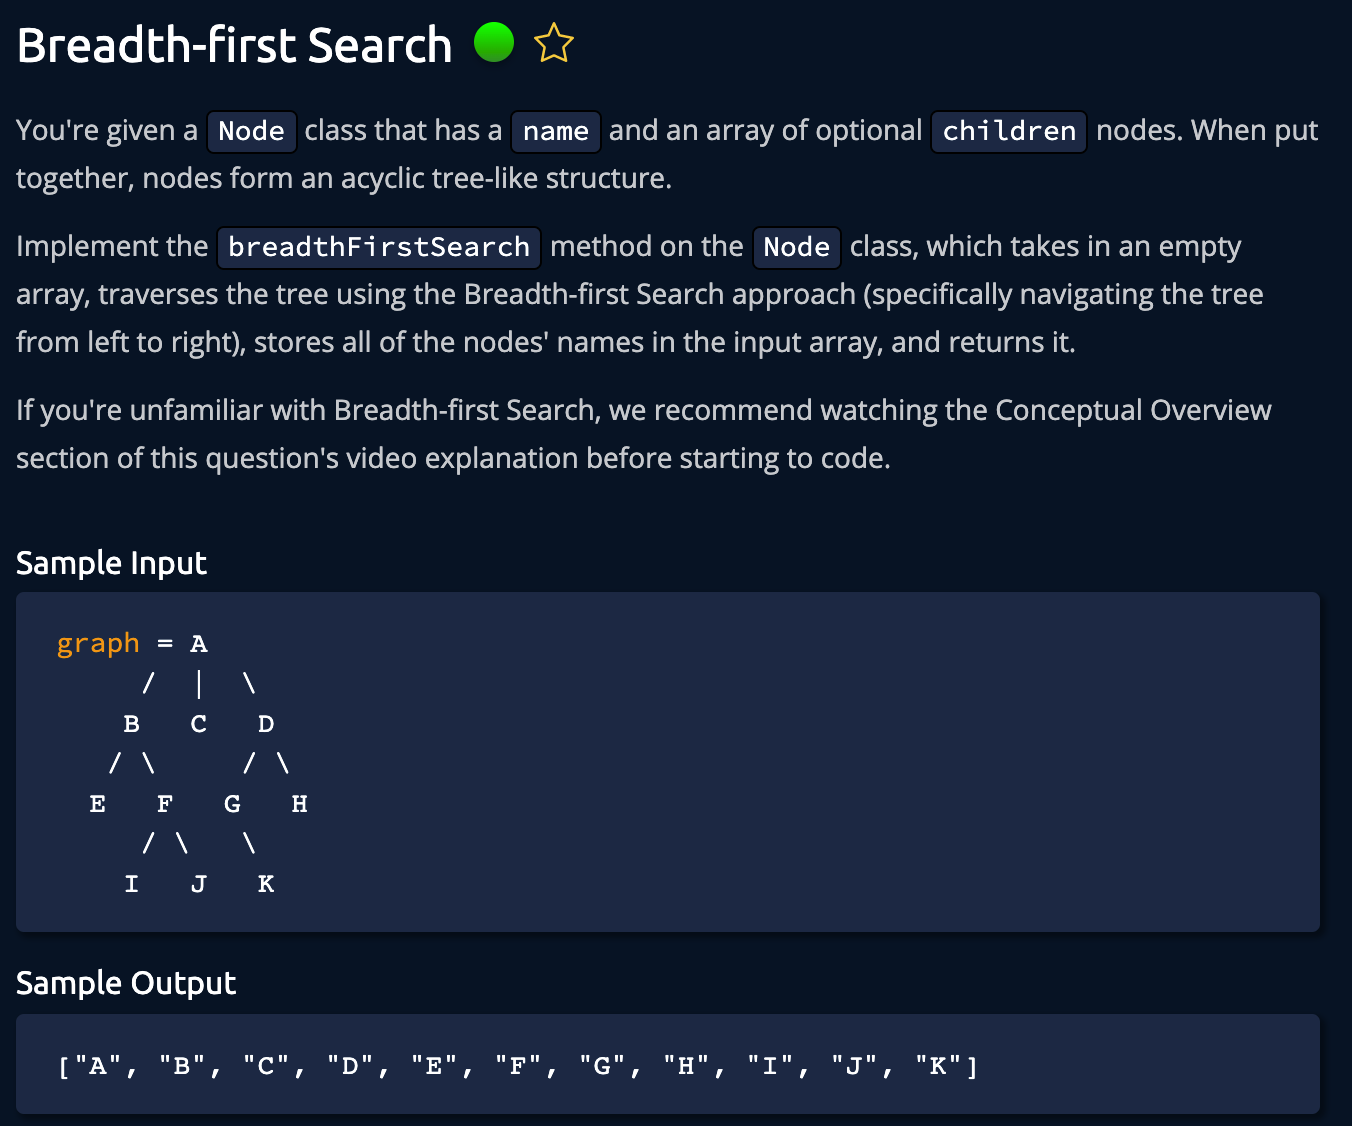 Breadth-first Search
You're given a Node class that has a name and an array of optional children nodes. When put
together, nodes form an acyclic tree-like structure.
Implement the breadthFirstSearch method on the Node class, which takes in an empty
array, traverses the tree using the Breadth-first Search approach (specifically navigating the tree
from left to right), stores all of the nodes' names in the input array, and returns it.
If you're unfamiliar with Breadth-first Search, we recommend watching the Conceptual Overview
section of this question's video explanation before starting to code.
Sample Input
graph = A
     /  |  \
    B   C   D
   / \     / \
  E   F   G   H
     / \   \
    I   J   K
Sample Output
["A", "B", "C", "D", "E", "F", "G", "H", "I", "J", "K"]